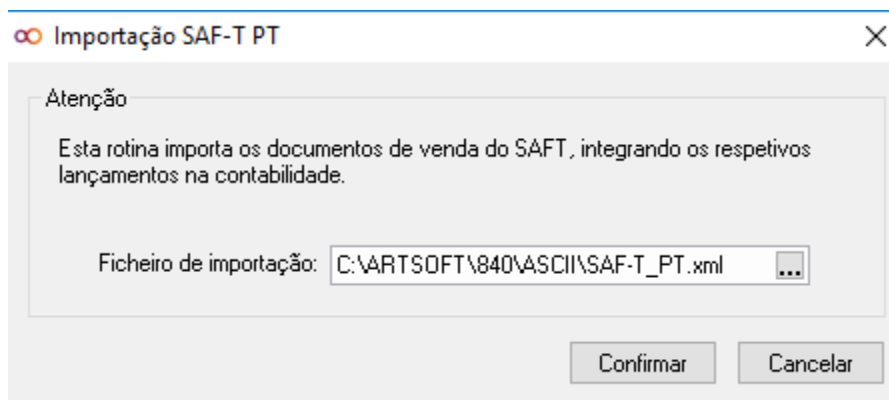 Importação SAF-T PT
Atenção
Esta rotina importa os documentos de venda do SAFT, integrando os respetivos
lançamentos na contabilidade.
Ficheiro de importação: C:\ARTSOFT\840\ASCII\SAF-T_PT.xml ...
Confirmar Cancelar